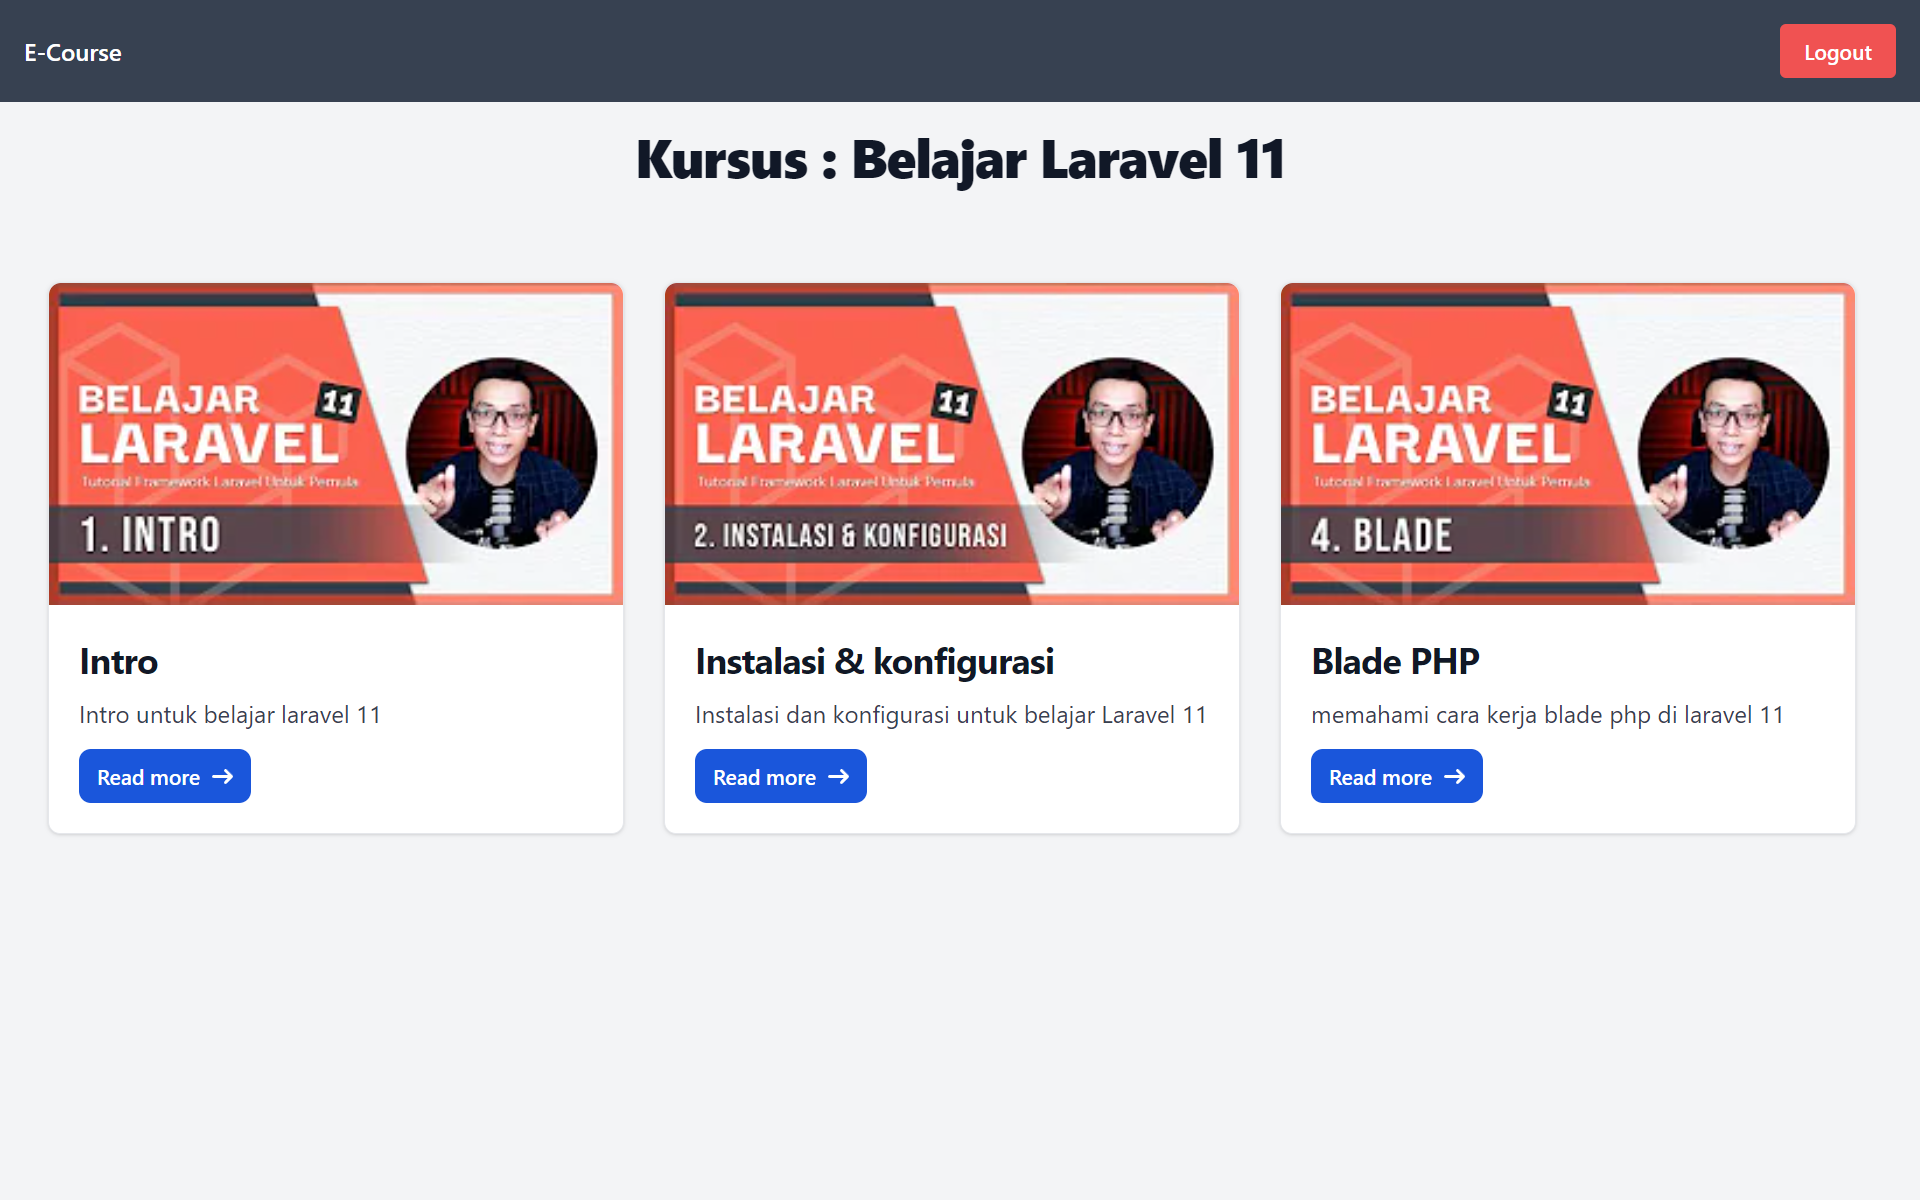 E-Course
Logout
Kursus : Belajar Laravel 11
BELAJAR 11
LARAVEL
Tutorial Framework Laravel Untuk Pemula
1. INTRO
Intro
Intro untuk belajar laravel 11
Read more →
BELAJAR 11
LARAVEL
Tutorial Framework Laravel Untuk Pemula
2. INSTALASI & KONFIGURASI
Instalasi & konfigurasi
Instalasi dan konfigurasi untuk belajar Laravel 11
Read more →
BELAJAR 11
LARAVEL
Tutorial Framework Laravel Untuk Pemula
4. BLADE
Blade PHP
memahami cara kerja blade php di laravel 11
Read more →